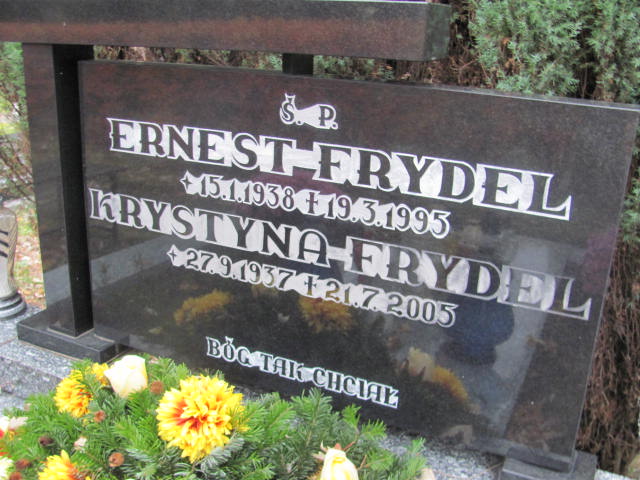 Ś. P.
ERNEST FRYDEL
*15.1.1938 †19.3.1995
KRYSTYNA FRYDEL
*27.9.1937 †21.7.2005
BÓG TAK CHCIAŁ